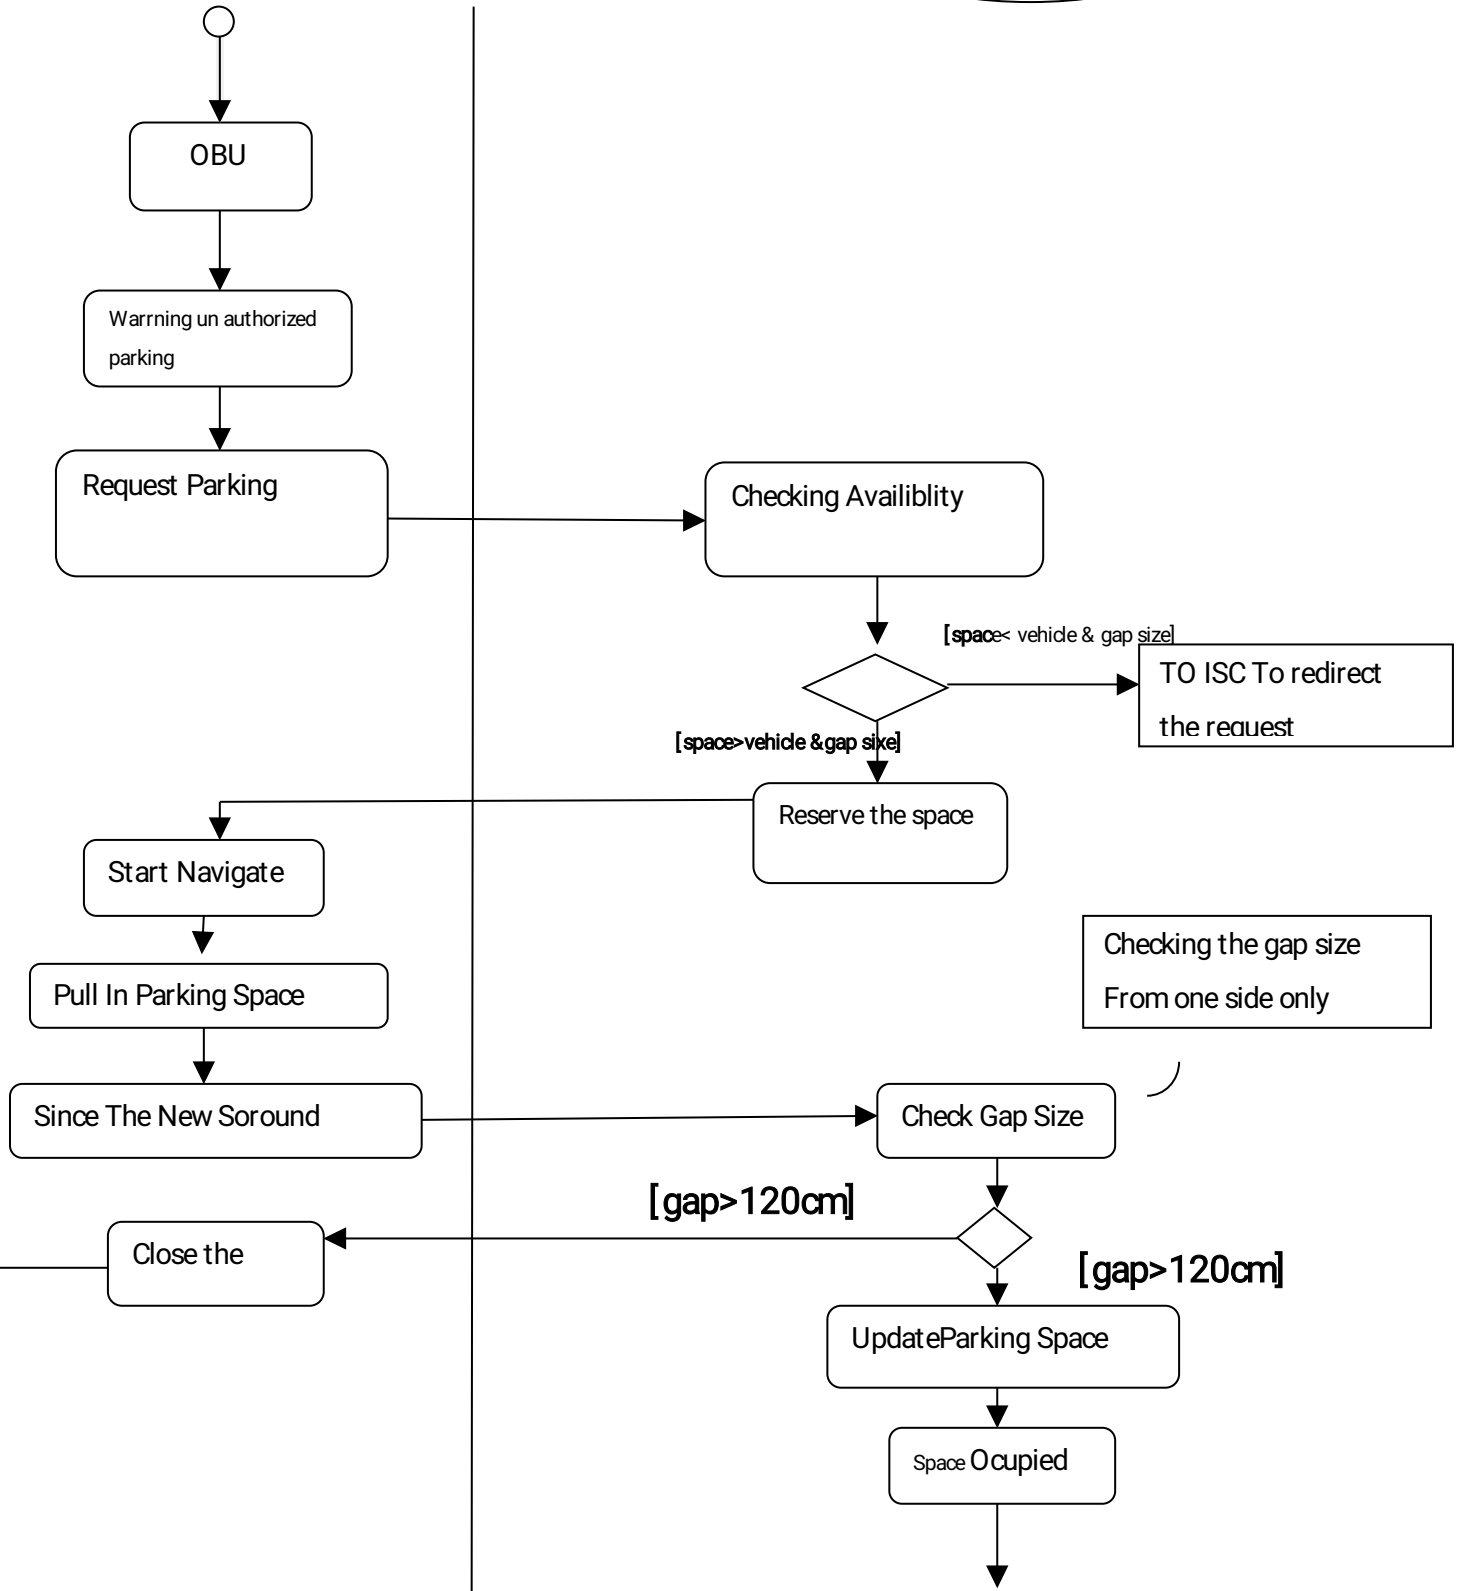 OBU
Warrning un authorized
parking
Request Parking
Checking Availiblity
[space< vehicle & gap size]
TO ISC To redirect
the request
[space>vehicle &gap sixe]
Reserve the space
Start Navigate
Checking the gap size
From one side only
Pull In Parking Space
Since The New Soround
Check Gap Size
[gap>120cm]
Close the
[gap>120cm]
UpdateParking Space
Space Ocupied